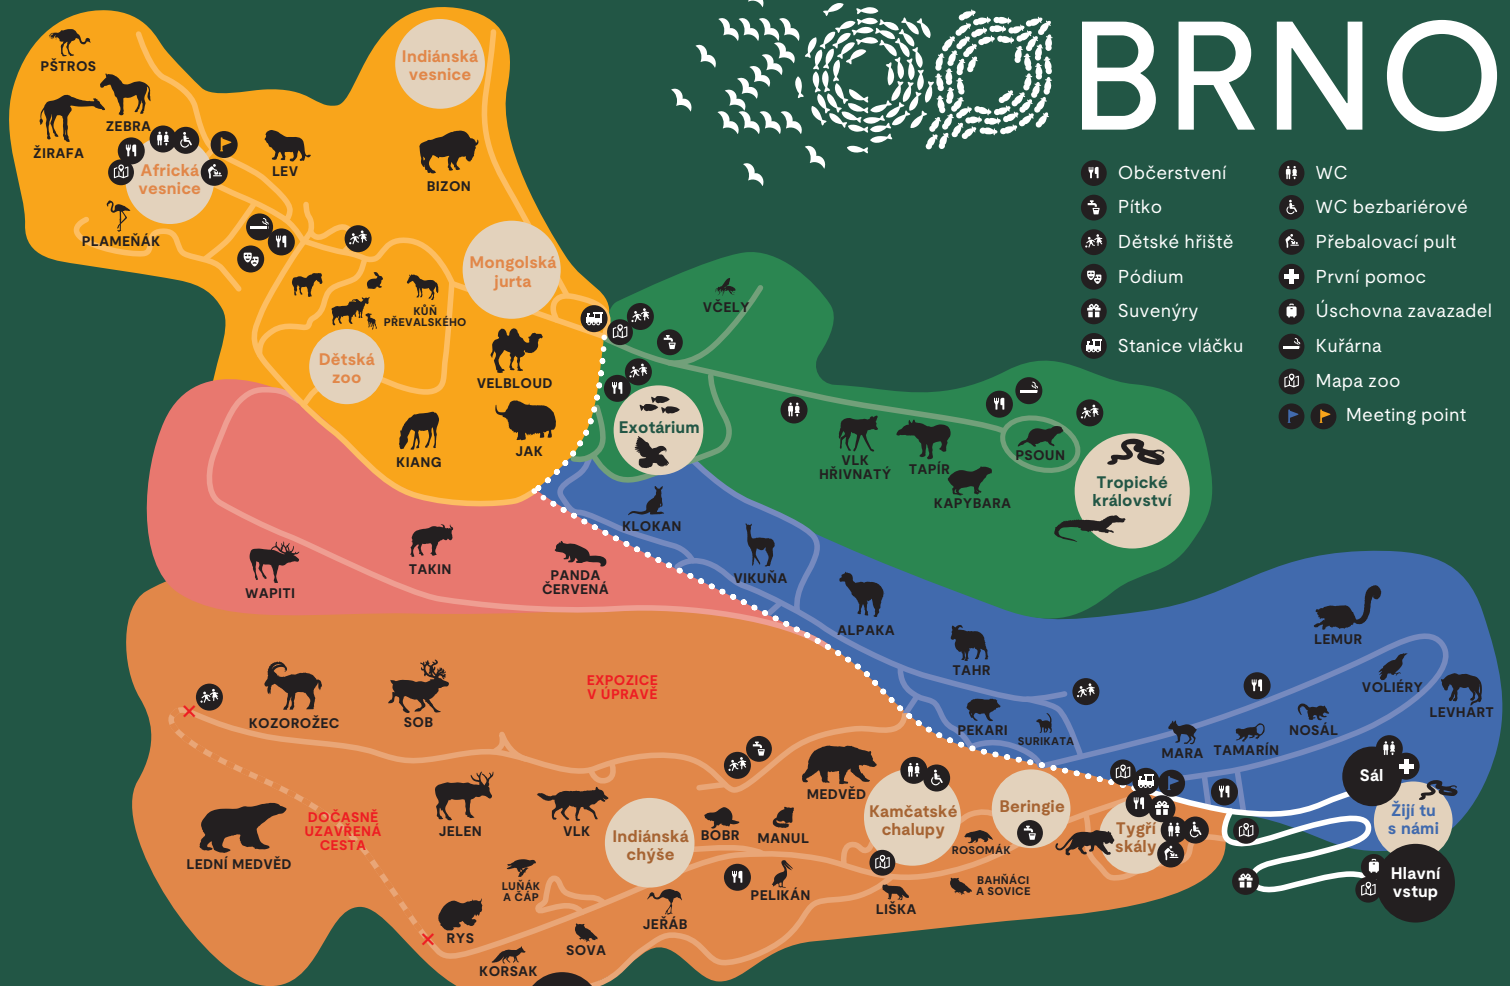 ZOO BRNO
Občerstvení
Pítko
Dětské hřiště
Pódium
Suvenýry
Stanice vláčku
WC
WC bezbariérové
Přebalovací pult
První pomoc
Úschovna zavazadel
Kuřárna
Mapa zoo
Meeting point
PŠTROS
ZEBRA
ŽIRAFA
Africká
vesnice
LEV
PLAMEŇÁK
Indiánská
vesnice
BIZON
Mongolská
jurta
KŮŇ
PŘEVALSKÉHO
Dětská
zoo
VELBLOUD
KIANG
JAK
VČELY
Exotárium
VLK
HŘIVNATÝ
TAPÍR
KAPYBARA
PSOUN
Tropické
království
WAPITI
TAKIN
PANDA
ČERVENÁ
KLOKAN
VIKUŇA
ALPAKA
TAHR
PEKARI
SURIKATA
LEMUR
VOLIÉRY
LEVHART
MARA
TAMARÍN
NOSÁL
Sál
Žijí tu
s námi
Hlavní
vstup
KOZOROŽEC
SOB
EXPOZICE
V ÚPRAVĚ
LEDNÍ MEDVĚD
DOČASNĚ
UZAVŘENÁ
CESTA
JELEN
VLK
Indiánská
chýše
BOBR
MANUL
MEDVĚD
Kamčatské
chalupy
Beringie
ROSOMÁK
Tygří
skály
LUŇÁK
A ČÁP
PELIKÁN
LIŠKA
BAHŇÁCI
A SOVICE
JEŘÁB
RYS
SOVA
KORSAK